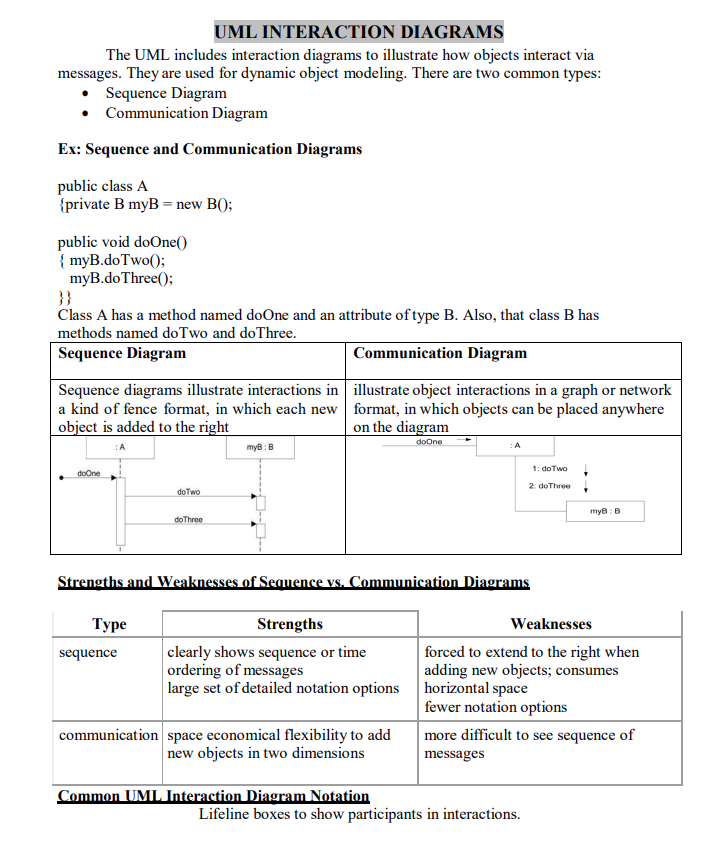 UML INTERACTION DIAGRAMS
The UML includes interaction diagrams to illustrate how objects interact via
messages. They are used for dynamic object modeling. There are two common types:
• Sequence Diagram
• Communication Diagram
Ex: Sequence and Communication Diagrams
public class A
{private B myB = new B();
public void doOne()
{ myB.doTwo();
myB.doThree();
}}
Class A has a method named doOne and an attribute of type B. Also, that class B has
methods named doTwo and doThree.
Sequence Diagram
Communication Diagram
Sequence diagrams illustrate interactions in
a kind of fence format, in which each new
object is added to the right
illustrate object interactions in a graph or network
format, in which objects can be placed anywhere
on the diagram
: A
myB : B
doOne
doTwo
doThree
doOne
: A
1: doTwo
2: doThree
myB : B
Strengths and Weaknesses of Sequence vs. Communication Diagrams
Type
Strengths
Weaknesses
sequence
clearly shows sequence or time
ordering of messages
large set of detailed notation options
forced to extend to the right when
adding new objects; consumes
horizontal space
fewer notation options
communication
space economical flexibility to add
new objects in two dimensions
more difficult to see sequence of
messages
Common UML Interaction Diagram Notation
Lifeline boxes to show participants in interactions.